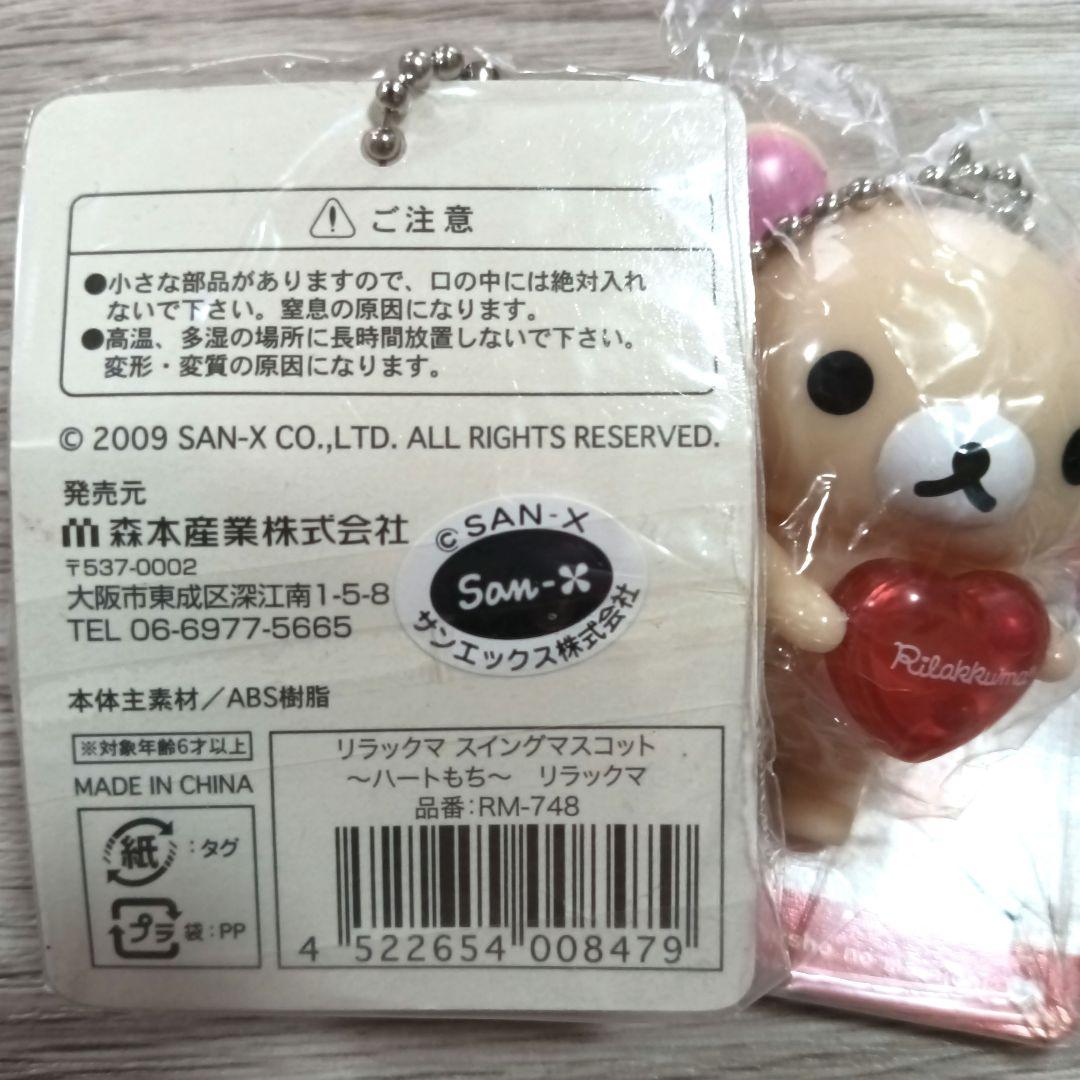 ご注意
●小さな部品がありますので、口の中には絶対入れ
ないで下さい。窒息の原因になります。
●高温、多湿の場所に長時間放置しないで下さい。
変形・変質の原因になります。
© 2009 SAN-X CO.,LTD. ALL RIGHTS RESERVED.
発売元
森本産業株式会社
〒537-0002
大阪市東成区深江南1-5-8
TEL 06-6977-5665
©SAN-X
San-X
サンエックス株式会社
本体主素材／ABS樹脂
※対象年齢6才以上
MADE IN CHINA
紙:タグ
プラ 袋:PP
リラックマ スイングマスコット
〜ハートもち〜 リラックマ
品番:RM-748
4 522654 008479
Rilakkuma